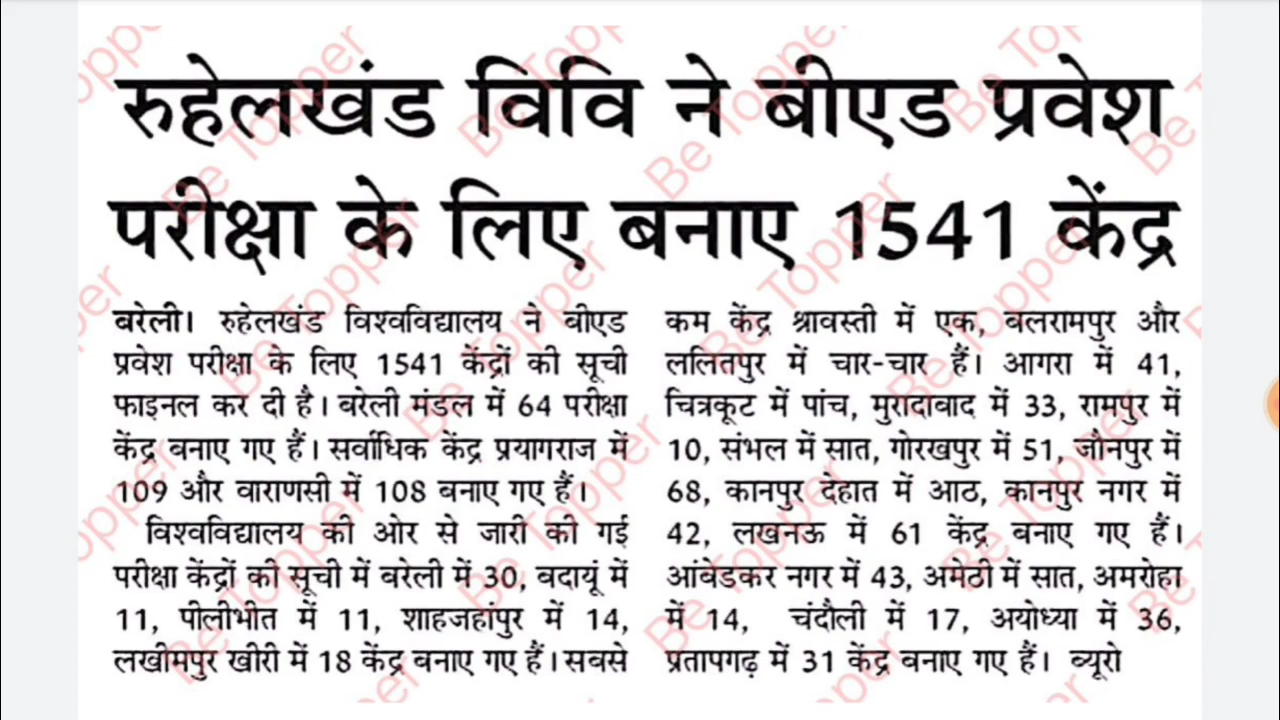 रुहेलखंड विवि ने बीएड प्रवेश
परीक्षा के लिए बनाए 1541 केंद्र
बरेली। रुहेलखंड विश्वविद्यालय ने बीएड
प्रवेश परीक्षा के लिए 1541 केंद्रों की सूची
फाइनल कर दी है। बरेली मंडल में 64 परीक्षा
केंद्र बनाए गए हैं। सर्वाधिक केंद्र प्रयागराज में
109 और वाराणसी में 108 बनाए गए हैं।
विश्वविद्यालय की ओर से जारी की गई
परीक्षा केंद्रों की सूची में बरेली में 30, बदायूं में
11, पीलीभीत में 11, शाहजहांपुर में 14,
लखीमपुर खीरी में 18 केंद्र बनाए गए हैं। सबसे
कम केंद्र श्रावस्ती में एक, बलरामपुर और
ललितपुर में चार-चार हैं। आगरा में 41,
चित्रकूट में पांच, मुरादाबाद में 33, रामपुर में
10, संभल में सात, गोरखपुर में 51, जौनपुर में
68, कानपुर देहात में आठ, कानपुर नगर में
42, लखनऊ में 61 केंद्र बनाए गए हैं।
आंबेडकर नगर में 43, अमेठी में सात, अमरोहा
में 14, चंदौली में 17, अयोध्या में 36,
प्रतापगढ़ में 31 केंद्र बनाए गए हैं। ब्यूरो
Be Topper